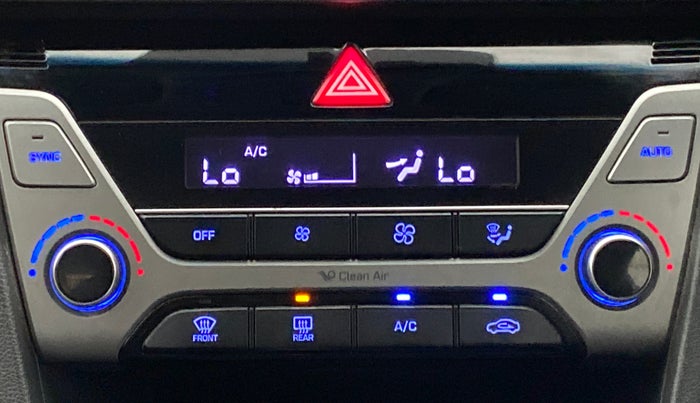 SYNC
AUTO
A/C
Lo
Lo
OFF
Clean Air
FRONT
REAR
A/C